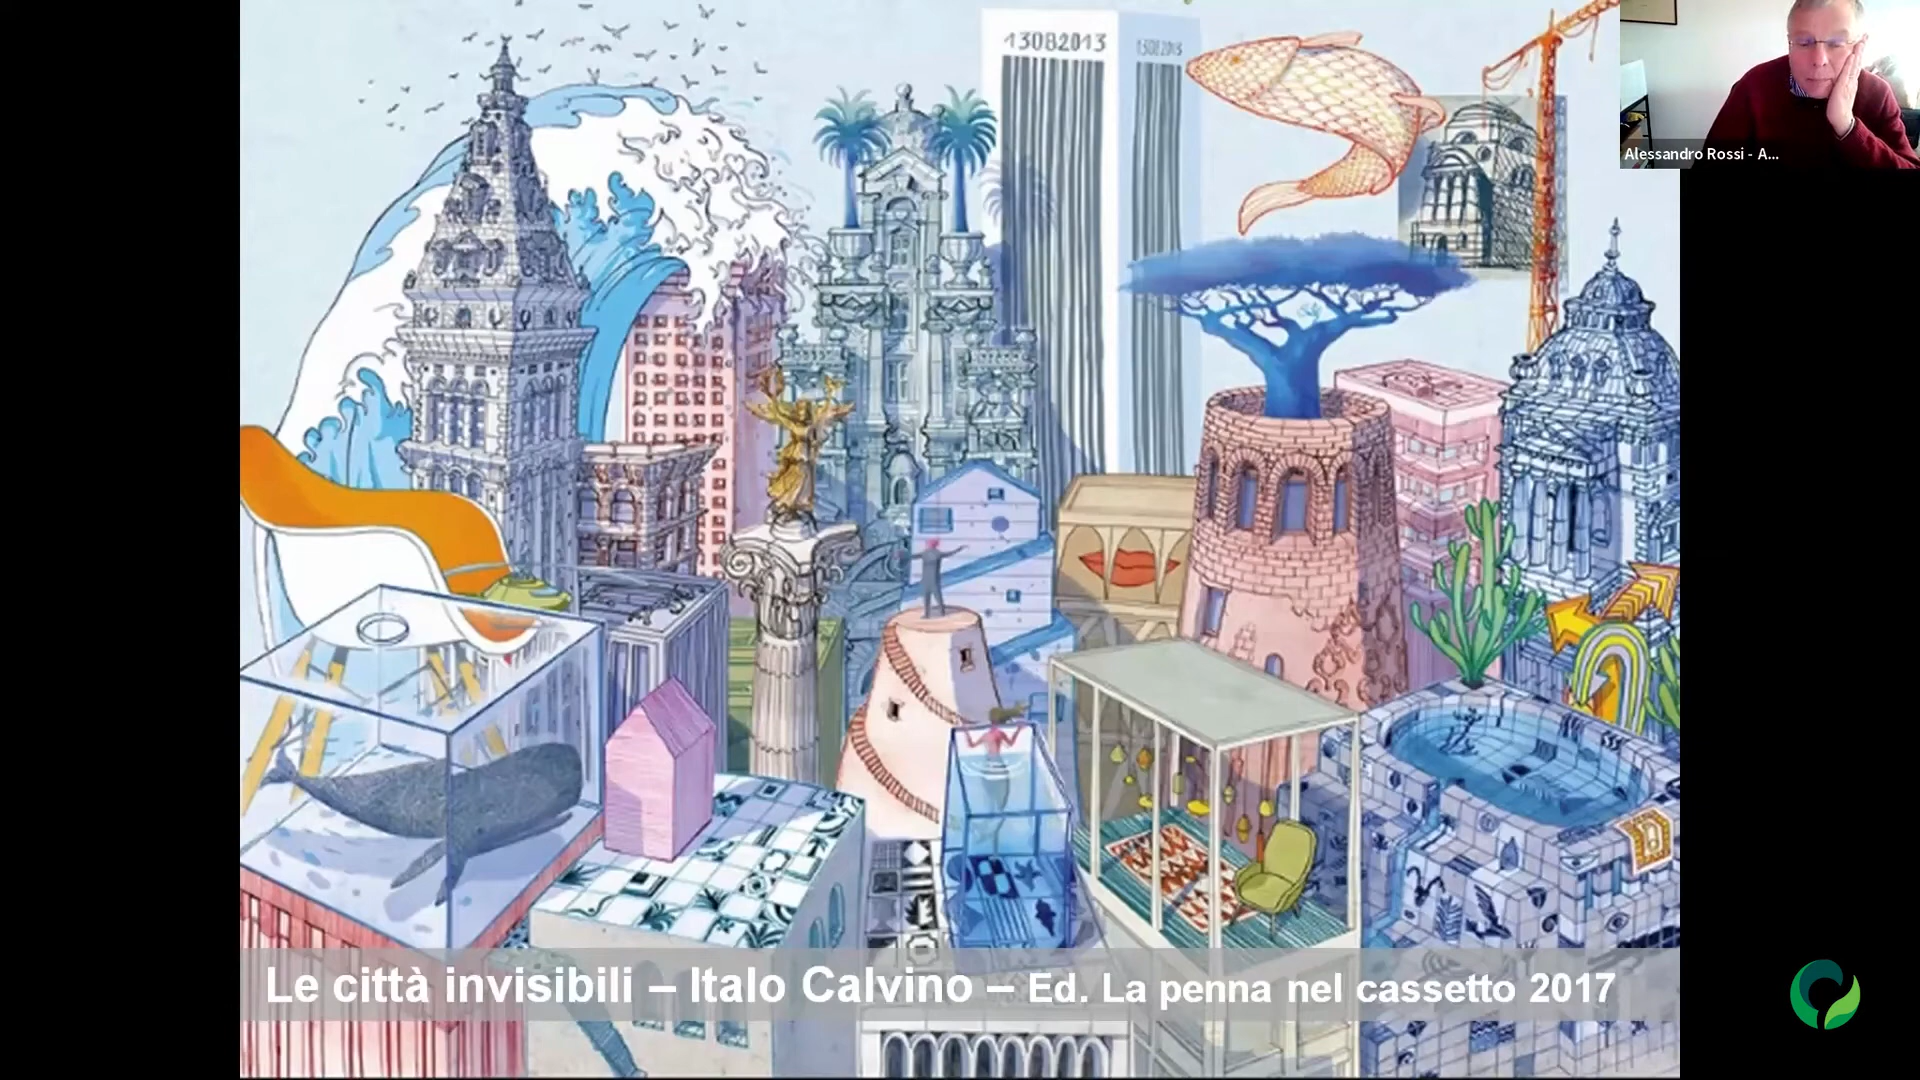 13082013
13082013
Alessandro Rossi - A...
Le città invisibili – Italo Calvino – Ed. La penna nel cassetto 2017